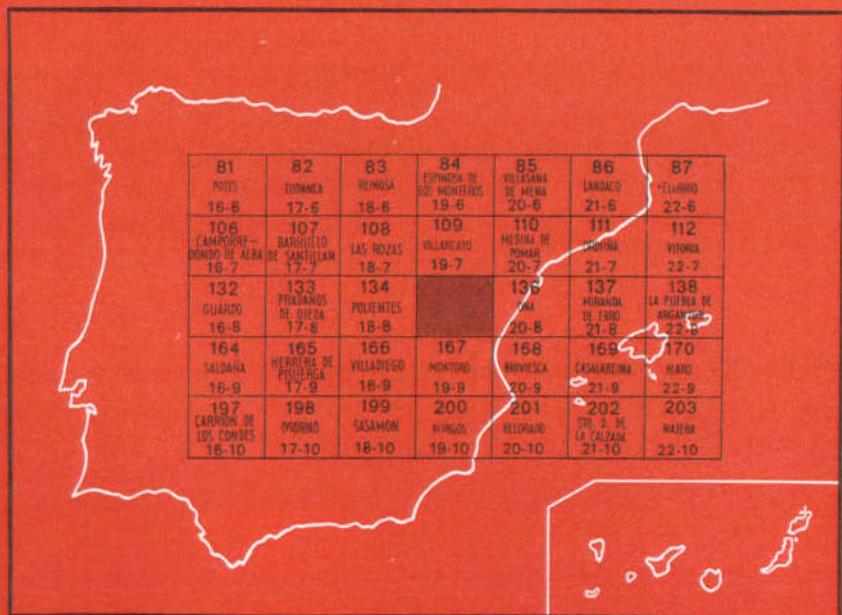 81 82 83 84 85 86 87
POTES TUDANCA REINOSA ESPINOSA DE LOS MONTEROS VILLASANA DE MENA LANDACO ELORRIO
16-6 17-6 18-6 19-6 20-6 21-6 22-6
106 107 108 109 110 111 112
CAMPORRE-DONDO DE ALBA BARRUELO DE SANTILLAN LAS ROZAS VILLARCAYO MEDINA DE POMAR ORDUÑA VITORIA
16-7 17-7 18-7 19-7 20-7 21-7 22-7
132 133 134 136 137 138
GUARDO PRADANOS DE OJEDA POLIENTES OÑA MIRANDA DE EBRO LA PUEBLA DE
16-8 17-8 18-8 20-8 21-8 22-8
164 165 166 167 168 169 170
SALDAÑA HERRERA DE PISUERGA VILLADIEGO MONTORIO BRIVIESCA CASALAREINA HARO
16-9 17-9 18-9 19-9 20-9 21-9 22-9
197 198 199 200 201 202 203
CARRION DE LOS CONDES OSORNO SASAMON BURGOS BELORADO STO. D. DE LA CALZADA NAJERA
16-10 17-10 18-10 19-10 20-10 21-10 22-10